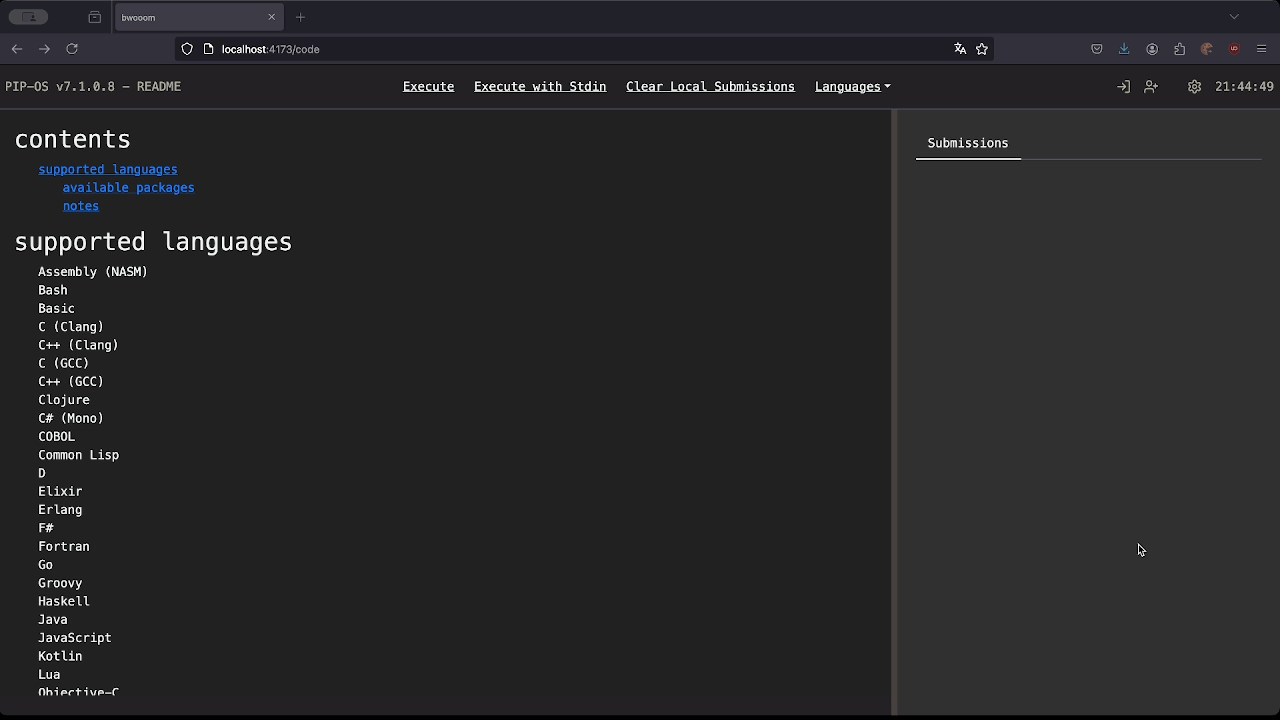 bwooom
localhost:4173/code
PIP-OS v7.1.0.8 – README
Execute
Execute with Stdin
Clear Local Submissions
Languages
21:44:49
contents
supported languages
available packages
notes
supported languages
Assembly (NASM)
Bash
Basic
C (Clang)
C++ (Clang)
C (GCC)
C++ (GCC)
Clojure
C# (Mono)
COBOL
Common Lisp
D
Elixir
Erlang
F#
Fortran
Go
Groovy
Haskell
Java
JavaScript
Kotlin
Lua
Objective-C
Submissions